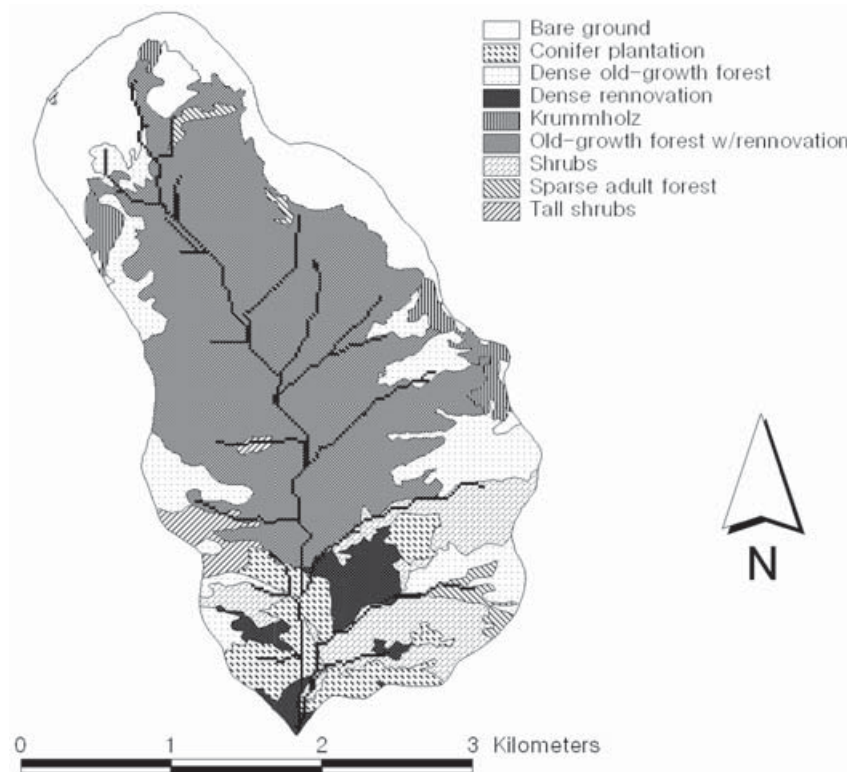 Bare ground
Conifer plantation
Dense old-growth forest
Dense rennovation
Krummholz
Old-growth forest w/rennovation
Shrubs
Sparse adult forest
Tall shrubs
N
0 1 2 3 Kilometers